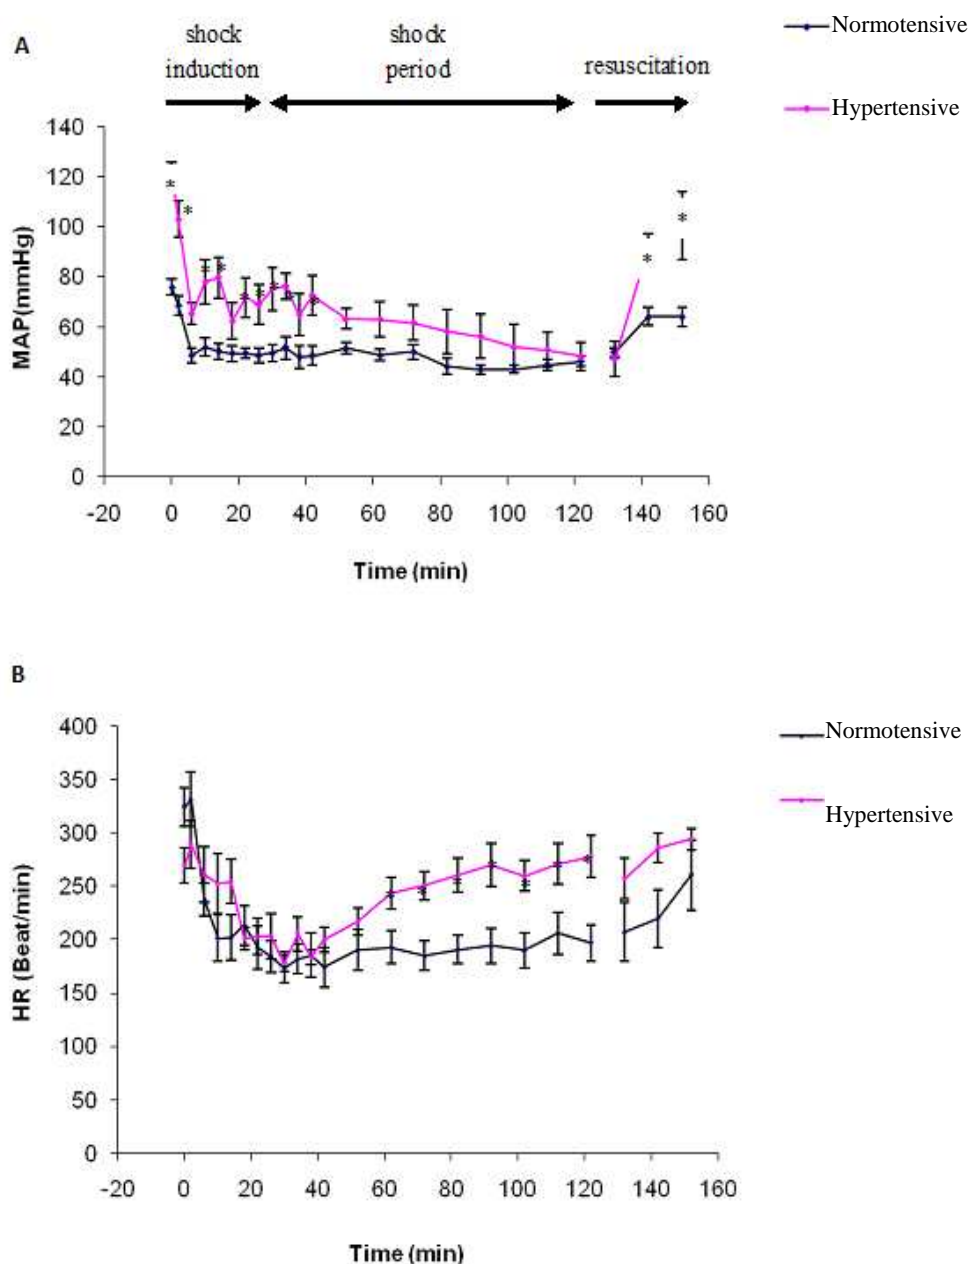 A
shock
induction
shock
period
resuscitation
Normotensive
Hypertensive
140
120
100
80
60
40
20
0
MAP(mmHg)
-20 0 20 40 60 80 100 120 140 160
Time (min)
B
Normotensive
Hypertensive
400
350
300
250
200
150
100
50
0
HR (Beat/min)
-20 0 20 40 60 80 100 120 140 160
Time (min)